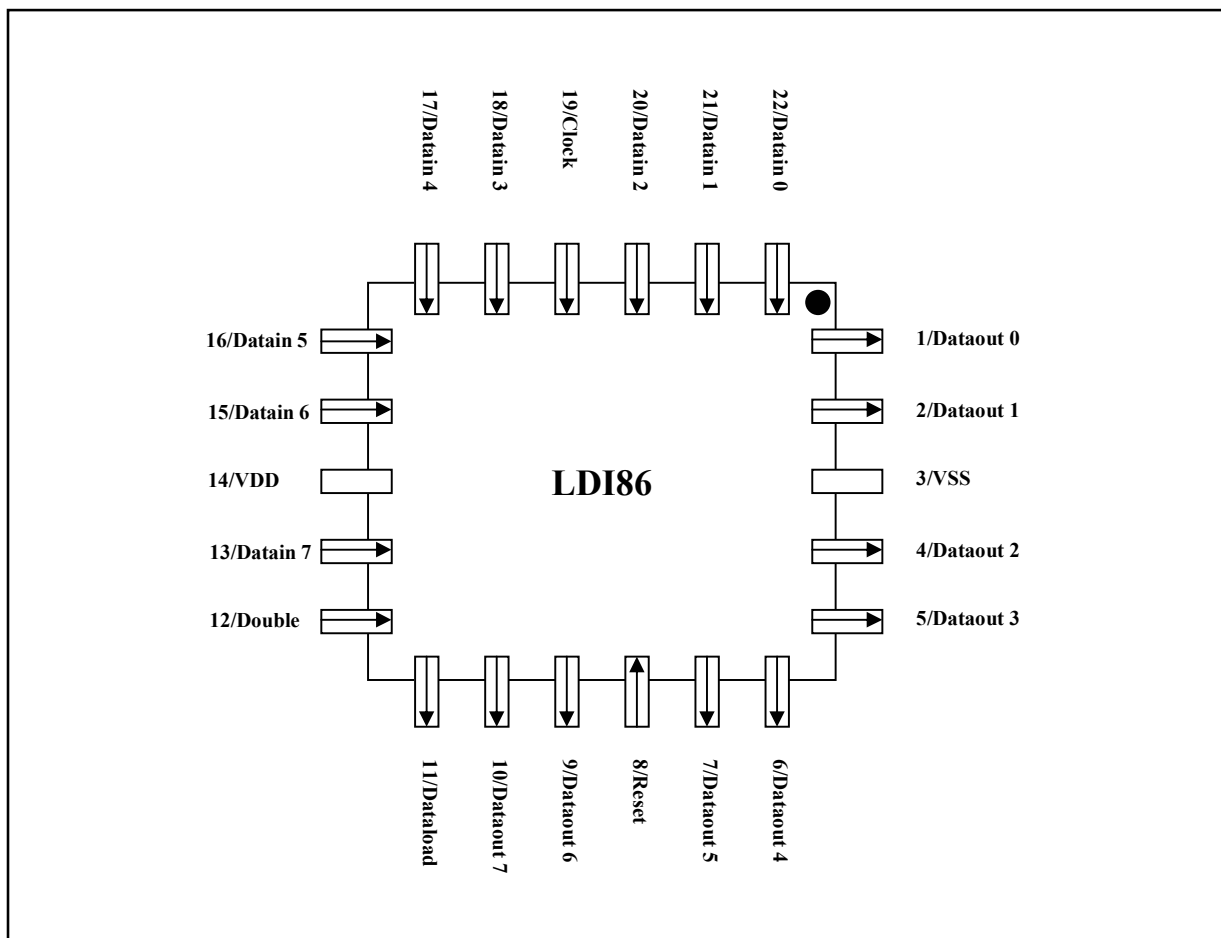 17/Datain 4
18/Datain 3
19/Clock
20/Datain 2
21/Datain 1
22/Datain 0
16/Datain 5
1/Dataout 0
15/Datain 6
2/Dataout 1
14/VDD
LDI86
3/VSS
13/Datain 7
4/Dataout 2
12/Double
5/Dataout 3
11/Dataload
10/Dataout 7
9/Dataout 6
8/Reset
7/Dataout 5
6/Dataout 4